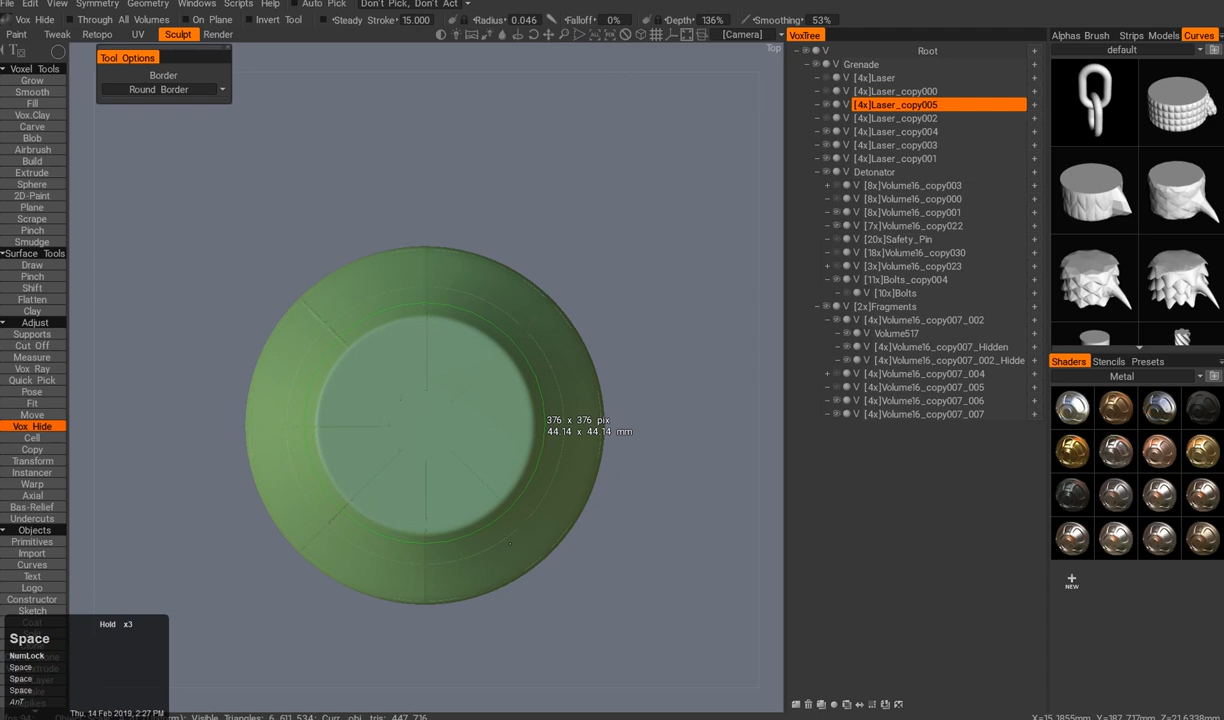 File Edit View Symmetry Geometry Windows Scripts Help Auto Pick Don't Pick, Don't Act
Vox Hide Through All Volumes On Plane Invert Tool Steady Stroke 15.000 Radius 0.046 Falloff 0% Depth 136% Smoothing 53%
Paint Tweak Retopo UV Sculpt Render [Camera] VoxTree Alphas Brush Strips Models Curves
Top
default
Tool Options
Border
Round Border
Voxel Tools
Grow
Smooth
Fill
Vox.Clay
Carve
Blob
Airbrush
Build
Extrude
Sphere
2D-Paint
Plane
Scrape
Pinch
Smudge
Surface Tools
Draw
Pinch
Shift
Flatten
Clay
Adjust
Supports
Cut Off
Measure
Vox Ray
Quick Pick
Pose
Fit
Move
Vox Hide
Cell
Copy
Transform
Instancer
Warp
Axial
Bas-Relief
Undercuts
Objects
Primitives
Import
Curves
Text
Logo
Constructor
Sketch
376 x 376 pix
44.14 x 44.14 mm
V Root
V Grenade
V [4x]Laser
V [4x]Laser_copy000
V [4x]Laser_copy005
V [4x]Laser_copy002
V [4x]Laser_copy004
V [4x]Laser_copy003
V [4x]Laser_copy001
V Detonator
V [8x]Volume16_copy003
V [8x]Volume16_copy000
V [8x]Volume16_copy001
V [7x]Volume16_copy022
V [20x]Safety_Pin
V [18x]Volume16_copy030
V [3x]Volume16_copy023
V [11x]Bolts_copy004
V [10x]Bolts
V [2x]Fragments
V [4x]Volume16_copy007_002
V Volume517
V [4x]Volume16_copy007_Hidden
V [4x]Volume16_copy007_002_Hidde
V [4x]Volume16_copy007_004
V [4x]Volume16_copy007_005
V [4x]Volume16_copy007_006
V [4x]Volume16_copy007_007
Shaders Stencils Presets
Metal
NEW
Hold x3
Space
NumLock
Space
Space
Space
AnT
Thu, 14 Feb 2019, 2:27 PM
Visible Triangles: 6,611,534; Curr. obj. tris: 447,716
X=15.1855mm Y=187.717mm Z=21.6338mm